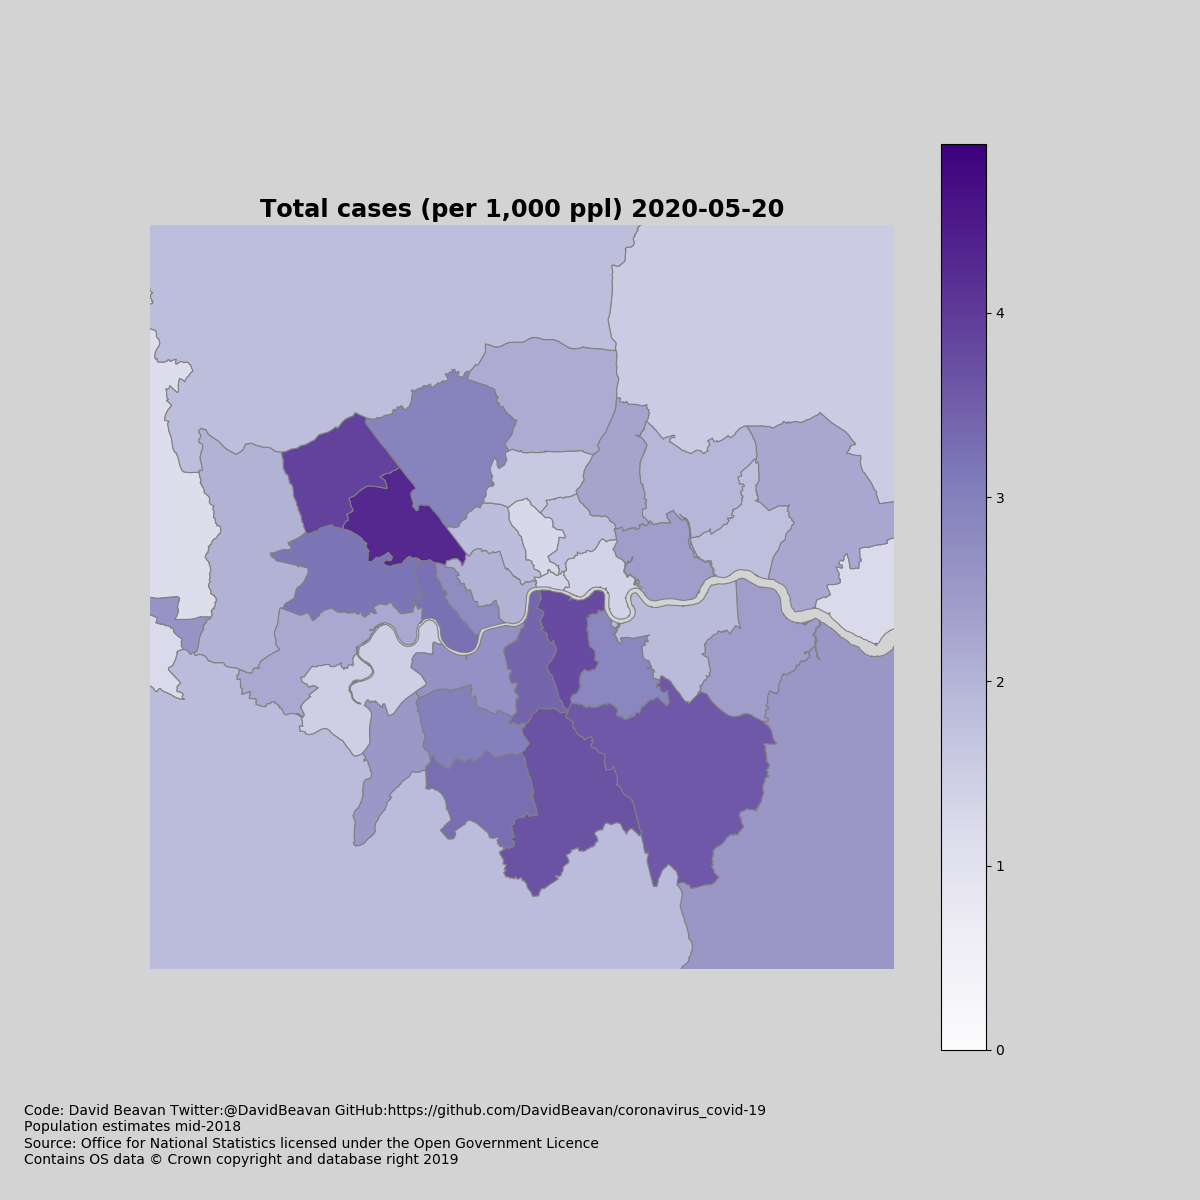 Total cases (per 1,000 ppl) 2020-05-20
4
3
2
1
0
Code: David Beavan Twitter:@DavidBeavan GitHub:https://github.com/DavidBeavan/coronavirus_covid-19
Population estimates mid-2018
Source: Office for National Statistics licensed under the Open Government Licence
Contains OS data © Crown copyright and database right 2019